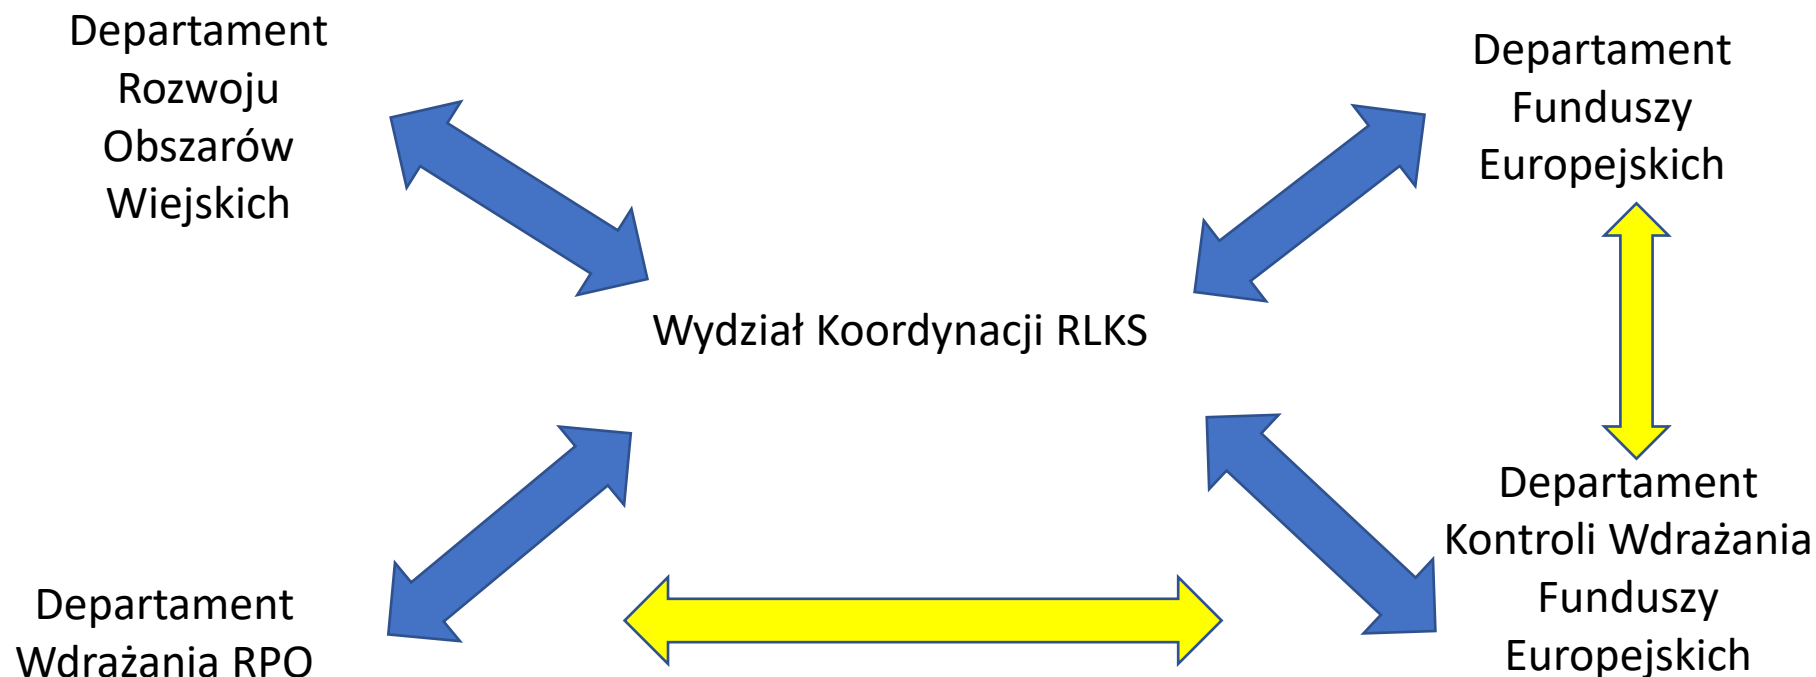 Departament
Rozwoju
Obszarów
Wiejskich
Departament
Funduszy
Europejskich
Wydział Koordynacji RLKS
Departament
Wdrażania RPO
Departament
Kontroli Wdrażania
Funduszy
Europejskich